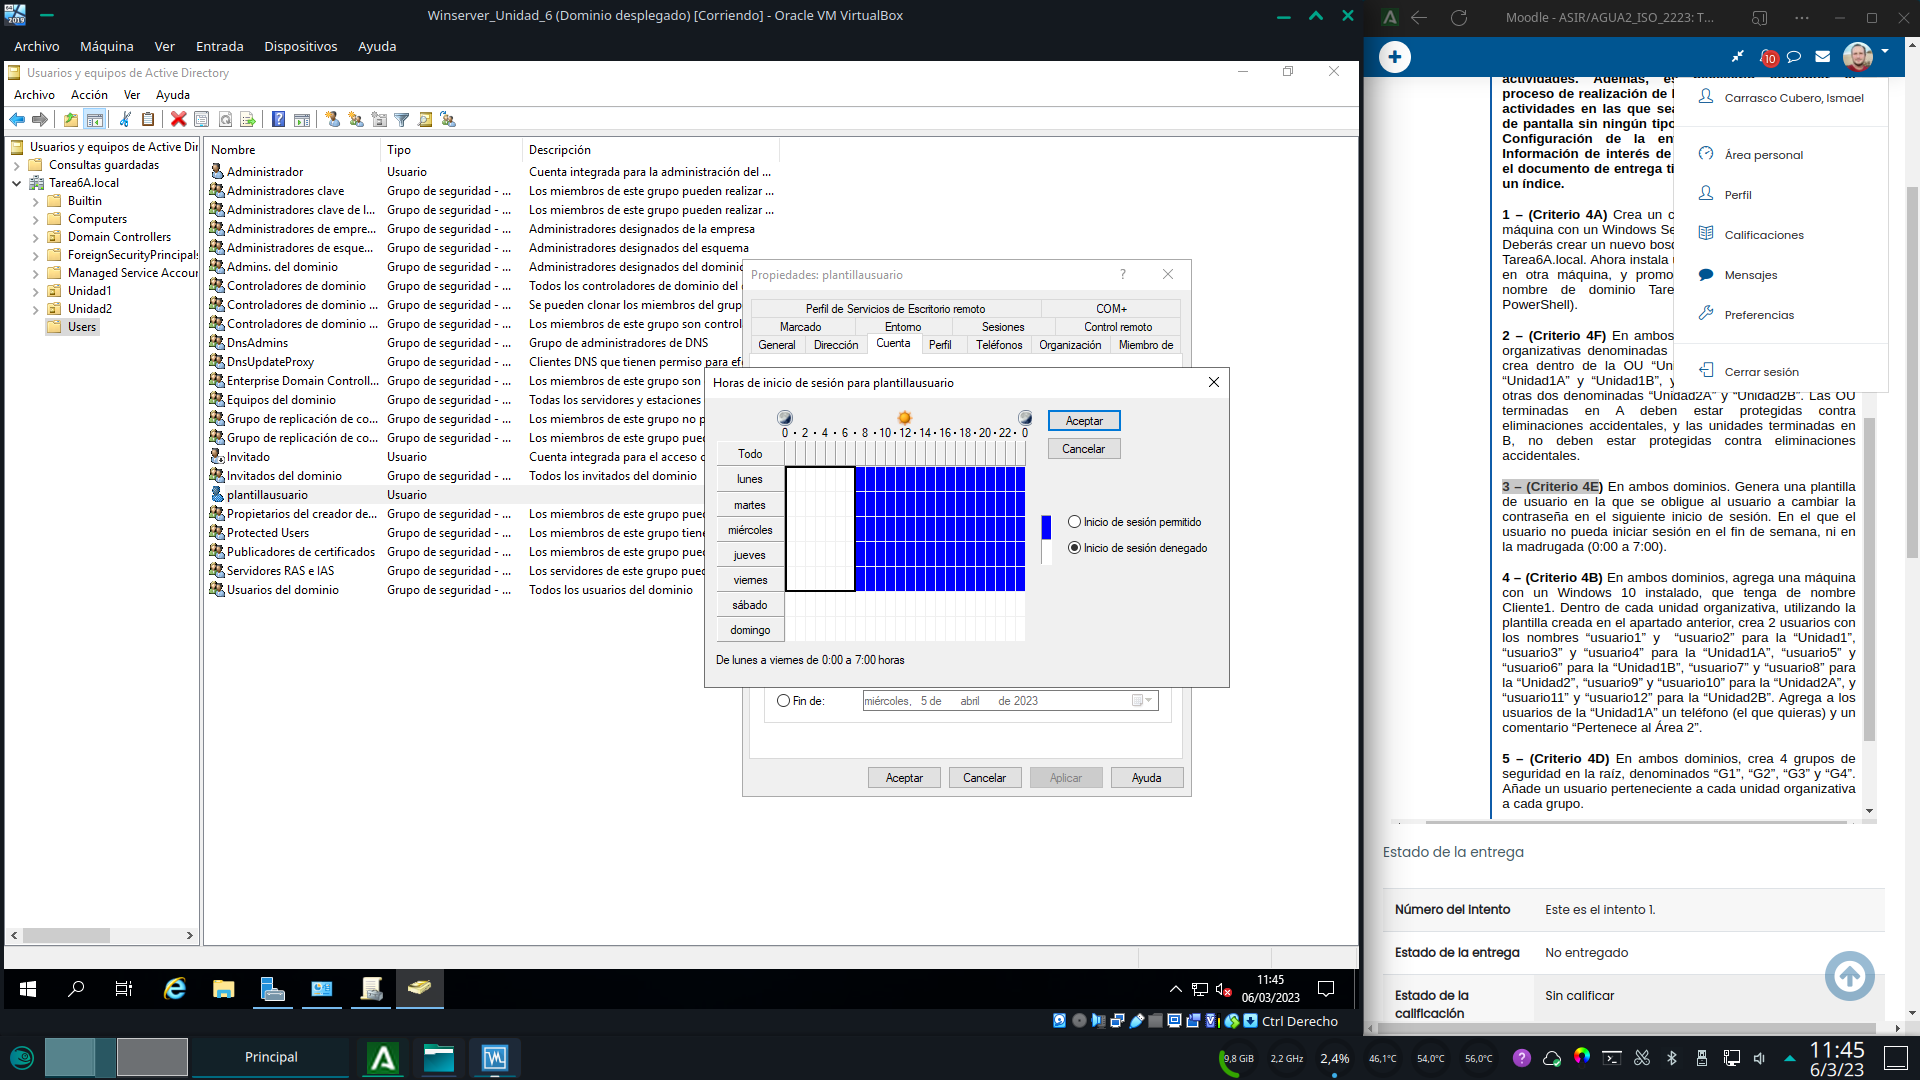 Winserver_Unidad_6 (Dominio desplegado) [Corriendo] - Oracle VM VirtualBox
Archivo Máquina Ver Entrada Dispositivos Ayuda
Usuarios y equipos de Active Directory
Archivo Acción Ver Ayuda
Usuarios y equipos de Active Dir
Consultas guardadas
Tarea6A.local
Builtin
Computers
Domain Controllers
ForeignSecurityPrincipals
Managed Service Accour
Unidad1
Unidad2
Users
Nombre Tipo Descripción
Administrador Usuario Cuenta integrada para la administración del ...
Administradores clave Grupo de seguridad - ... Los miembros de este grupo pueden realizar ...
Administradores clave de l... Grupo de seguridad - ... Los miembros de este grupo pueden realizar ...
Administradores de empre... Grupo de seguridad - ... Administradores designados de la empresa
Administradores de esque... Grupo de seguridad - ... Administradores designados del esquema
Admins. del dominio Grupo de seguridad - ... Administradores designados del dominio
Controladores de dominio Grupo de seguridad - ... Todos los controladores de dominio del
Controladores de dominio ... Grupo de seguridad - ... Se pueden clonar los miembros del grup
Controladores de dominio ... Grupo de seguridad - ... Los miembros de este grupo son control
DnsAdmins Grupo de seguridad - ... Grupo de administradores de DNS
DnsUpdateProxy Grupo de seguridad - ... Clientes DNS que tienen permiso para efe
Enterprise Domain Controll... Grupo de seguridad - ... Los miembros de este grupo son
Equipos del dominio Grupo de seguridad - ... Todas los servidores y estaciones
Grupo de replicación de co... Grupo de seguridad - ... Los miembros de este grupo no p
Grupo de replicación de co... Grupo de seguridad - ... Los miembros de este grupo pued
Invitado Usuario Cuenta integrada para el acceso
Invitados del dominio Grupo de seguridad - ... Todos los invitados del dominio
plantillausuario Usuario
Propietarios del creador de... Grupo de seguridad - ... Los miembros de este grupo pued
Protected Users Grupo de seguridad - ... Los miembros de este grupo tiene
Publicadores de certificados Grupo de seguridad - ... Los miembros de este grupo pued
Servidores RAS e IAS Grupo de seguridad - ... Los servidores de este grupo pued
Usuarios del dominio Grupo de seguridad - ... Todos los usuarios del dominio
Propiedades: plantillausuario ?
Perfil de Servicios de Escritorio remoto COM+
Marcado Entorno Sesiones Control remoto
General Dirección Cuenta Perfil Teléfonos Organización Miembro de
Horas de inicio de sesión para plantillausuario
0 · 2 · 4 · 6 · 8 · 10 · 12 · 14 · 16 · 18 · 20 · 22 · 0
Todo
lunes
martes
miércoles
jueves
viernes
sábado
domingo
Aceptar
Cancelar
Inicio de sesión permitido
Inicio de sesión denegado
De lunes a viernes de 0:00 a 7:00 horas
Fin de: miércoles, 5 de abril de 2023
Aceptar Cancelar Aplicar Ayuda
11:45
06/03/2023
Ctrl Derecho
Moodle - ASIR/AGUA2_ISO_2223: T...
10
Carrasco Cubero, Ismael
Área personal
Perfil
Calificaciones
Mensajes
Preferencias
Cerrar sesión
proceso de realización de l
actividades en las que sea
de pantalla sin ningún tipo
Configuración de la en
Información de interés de
el documento de entrega ti
un índice.
1 – (Criterio 4A) Crea un c
máquina con un Windows Se
Deberás crear un nuevo bosq
Tarea6A.local. Ahora instala
en otra máquina, y promo
nombre de dominio Tare
PowerShell).
2 – (Criterio 4F) En ambos
organizativas denominadas
crea dentro de la OU “Un
“Unidad1A” y “Unidad1B”, y
otras dos denominadas “Unidad2A” y “Unidad2B”. Las OU
terminadas en A deben estar protegidas contra
eliminaciones accidentales, y las unidades terminadas en
B, no deben estar protegidas contra eliminaciones
accidentales.
3 – (Criterio 4E) En ambos dominios. Genera una plantilla
de usuario en la que se obligue al usuario a cambiar la
contraseña en el siguiente inicio de sesión. En el que el
usuario no pueda iniciar sesión en el fin de semana, ni en
la madrugada (0:00 a 7:00).
4 – (Criterio 4B) En ambos dominios, agrega una máquina
con un Windows 10 instalado, que tenga de nombre
Cliente1. Dentro de cada unidad organizativa, utilizando la
plantilla creada en el apartado anterior, crea 2 usuarios con
los nombres “usuario1” y “usuario2” para la “Unidad1”,
“usuario3” y “usuario4” para la “Unidad1A”, “usuario5” y
“usuario6” para la “Unidad1B”, “usuario7” y “usuario8” para
la “Unidad2”, “usuario9” y “usuario10” para la “Unidad2A”, y
“usuario11” y “usuario12” para la “Unidad2B”. Agrega a los
usuarios de la “Unidad1A” un teléfono (el que quieras) y un
comentario “Pertenece al Área 2”.
5 – (Criterio 4D) En ambos dominios, crea 4 grupos de
seguridad en la raíz, denominados “G1”, “G2”, “G3” y “G4”.
Añade un usuario perteneciente a cada unidad organizativa
a cada grupo.
Estado de la entrega
Número del intento Este es el intento 1.
Estado de la entrega No entregado
Estado de la calificación Sin calificar
Principal
9,8 GiB 2,2 GHz 2,4% 46,1°C 54,0°C 56,0°C
11:45
6/3/23